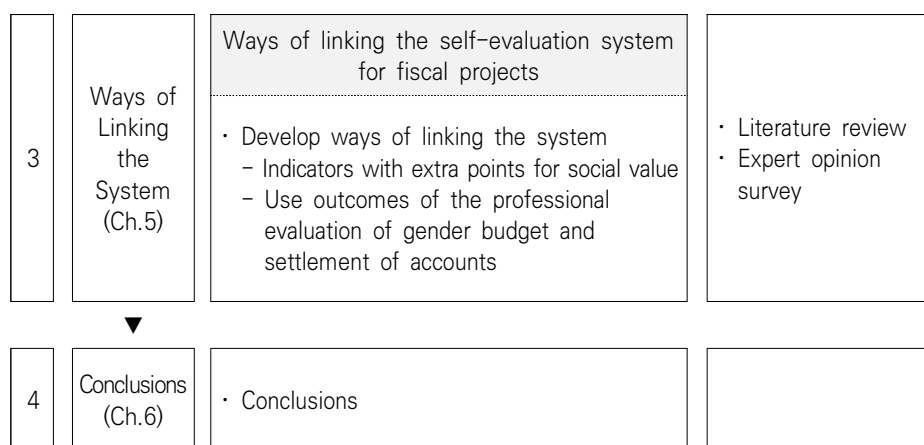 3
Ways of
Linking
the
System
(Ch.5)
Ways of linking the self-evaluation system
for fiscal projects
· Develop ways of linking the system
- Indicators with extra points for social value
- Use outcomes of the professional
evaluation of gender budget and
settlement of accounts
· Literature review
· Expert opinion
survey
▼
4
Conclusions
(Ch.6)
· Conclusions